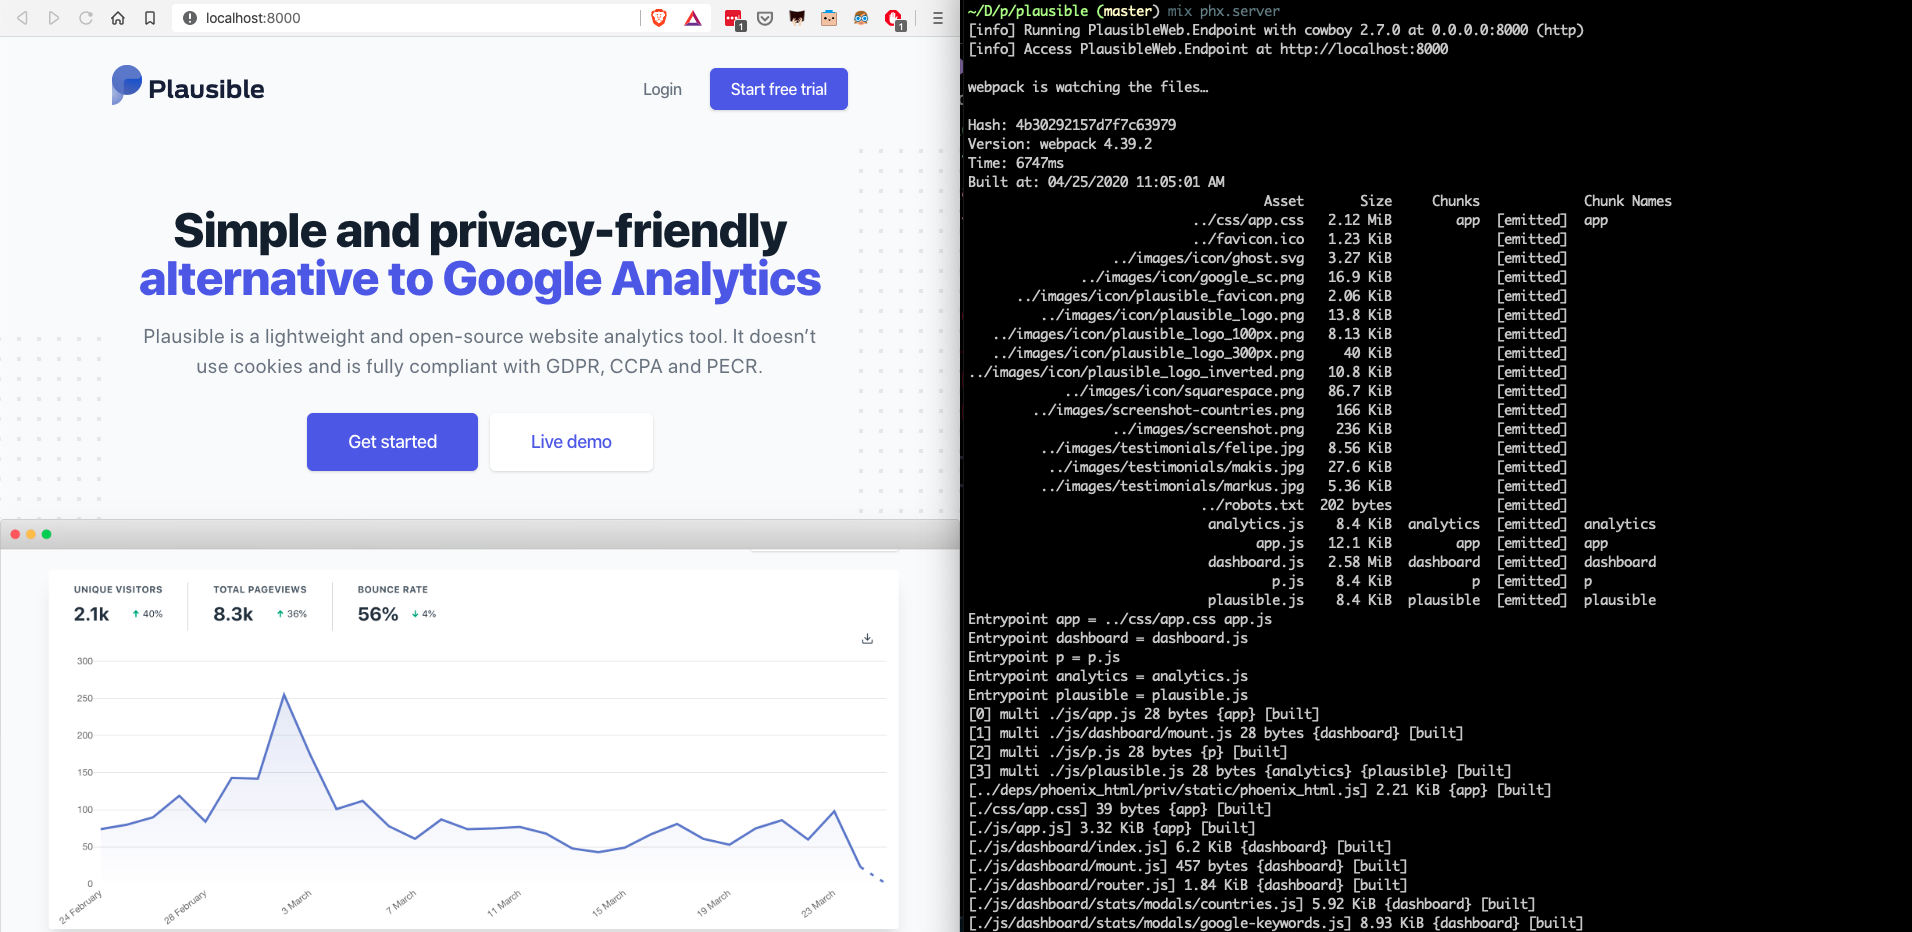 localhost:8000
1
1
Plausible
Login
Start free trial
Simple and privacy-friendly
alternative to Google Analytics
Plausible is a lightweight and open-source website analytics tool. It doesn't
use cookies and is fully compliant with GDPR, CCPA and PECR.
Get started
Live demo
UNIQUE VISITORS TOTAL PAGEVIEWS BOUNCE RATE
2.1k ↑ 40% 8.3k ↑ 36% 56% ↓ 4%
300
250
200
150
100
50
0
24 February 28 February 3 March 7 March 11 March 15 March 19 March 23 March
~/D/p/plausible (master) mix phx.server
[info] Running PlausibleWeb.Endpoint with cowboy 2.7.0 at 0.0.0.0:8000 (http)
[info] Access PlausibleWeb.Endpoint at http://localhost:8000
webpack is watching the files…
Hash: 4b30292157d7f7c63979
Version: webpack 4.39.2
Time: 6747ms
Built at: 04/25/2020 11:05:01 AM
Asset Size Chunks Chunk Names
../css/app.css 2.12 MiB app [emitted] app
../favicon.ico 1.23 KiB [emitted]
../images/icon/ghost.svg 3.27 KiB [emitted]
../images/icon/google_sc.png 16.9 KiB [emitted]
../images/icon/plausible_favicon.png 2.06 KiB [emitted]
../images/icon/plausible_logo.png 13.8 KiB [emitted]
../images/icon/plausible_logo_100px.png 8.13 KiB [emitted]
../images/icon/plausible_logo_300px.png 40 KiB [emitted]
../images/icon/plausible_logo_inverted.png 10.8 KiB [emitted]
../images/icon/squarespace.png 86.7 KiB [emitted]
../images/screenshot-countries.png 166 KiB [emitted]
../images/screenshot.png 236 KiB [emitted]
../images/testimonials/felipe.jpg 8.56 KiB [emitted]
../images/testimonials/makis.jpg 27.6 KiB [emitted]
../images/testimonials/markus.jpg 5.36 KiB [emitted]
../robots.txt 202 bytes [emitted]
analytics.js 8.4 KiB analytics [emitted] analytics
app.js 12.1 KiB app [emitted] app
dashboard.js 2.58 MiB dashboard [emitted] dashboard
p.js 8.4 KiB p [emitted] p
plausible.js 8.4 KiB plausible [emitted] plausible
Entrypoint app = ../css/app.css app.js
Entrypoint dashboard = dashboard.js
Entrypoint p = p.js
Entrypoint analytics = analytics.js
Entrypoint plausible = plausible.js
[0] multi ./js/app.js 28 bytes {app} [built]
[1] multi ./js/dashboard/mount.js 28 bytes {dashboard} [built]
[2] multi ./js/p.js 28 bytes {p} [built]
[3] multi ./js/plausible.js 28 bytes {analytics} {plausible} [built]
[../deps/phoenix_html/priv/static/phoenix_html.js] 2.21 KiB {app} [built]
[./css/app.css] 39 bytes {app} [built]
[./js/app.js] 3.32 KiB {app} [built]
[./js/dashboard/index.js] 6.2 KiB {dashboard} [built]
[./js/dashboard/mount.js] 457 bytes {dashboard} [built]
[./js/dashboard/router.js] 1.84 KiB {dashboard} [built]
[./js/dashboard/stats/modals/countries.js] 5.92 KiB {dashboard} [built]
[./js/dashboard/stats/modals/google-keywords.js] 8.93 KiB {dashboard} [built]